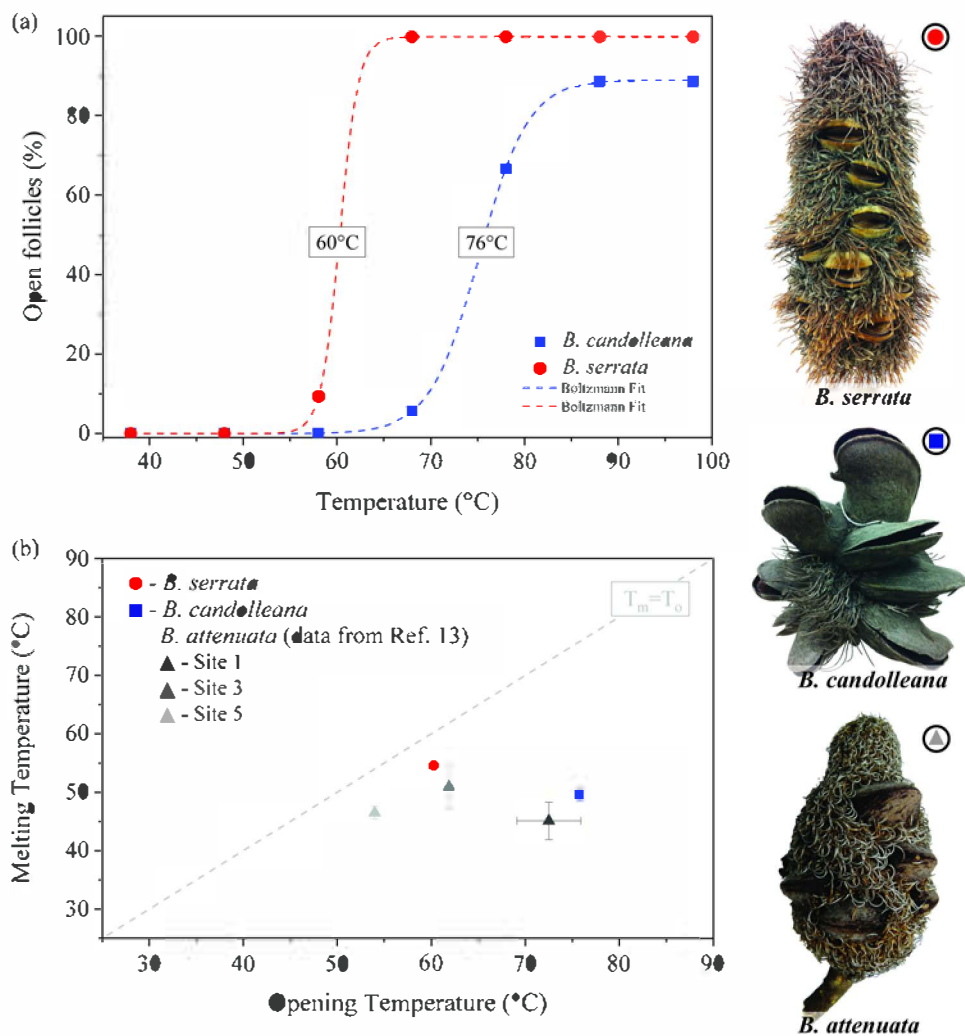 (a)
100
80
60
40
20
0
Open follicles (%)
60°C
76°C
B. candolleana
B. serrata
Boltzmann Fit
Boltzmann Fit
40
50
60
70
80
90
100
Temperature (°C)
B. serrata
(b)
90
80
70
60
50
40
30
Melting Temperature (°C)
- B. serrata
- B. candolleana
B. attenuata (data from Ref. 13)
- Site 1
- Site 3
- Site 5
Tm=To
30
40
50
60
70
80
90
Opening Temperature (°C)
B. candolleana
B. attenuata